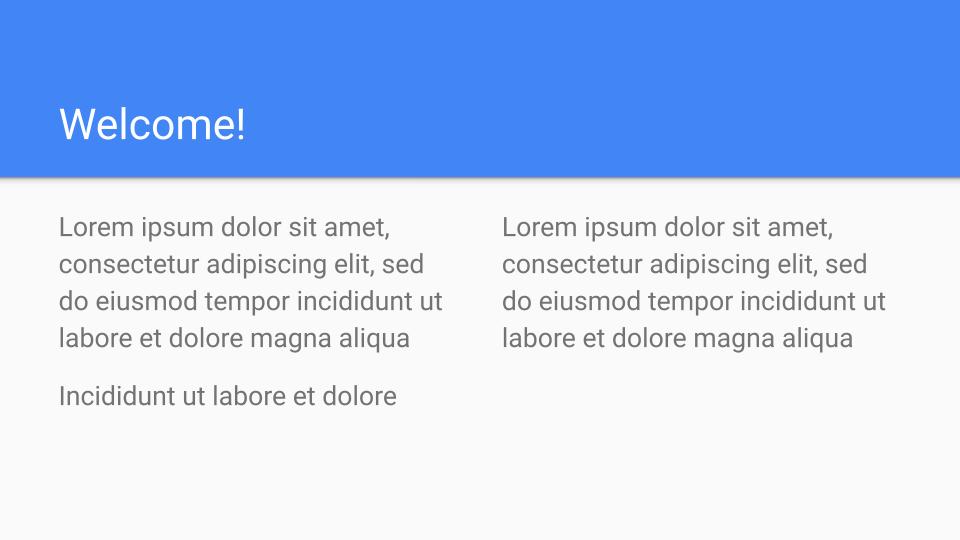 Welcome!
Lorem ipsum dolor sit amet,
consectetur adipiscing elit, sed
do eiusmod tempor incididunt ut
labore et dolore magna aliqua
Incididunt ut labore et dolore
Lorem ipsum dolor sit amet,
consectetur adipiscing elit, sed
do eiusmod tempor incididunt ut
labore et dolore magna aliqua